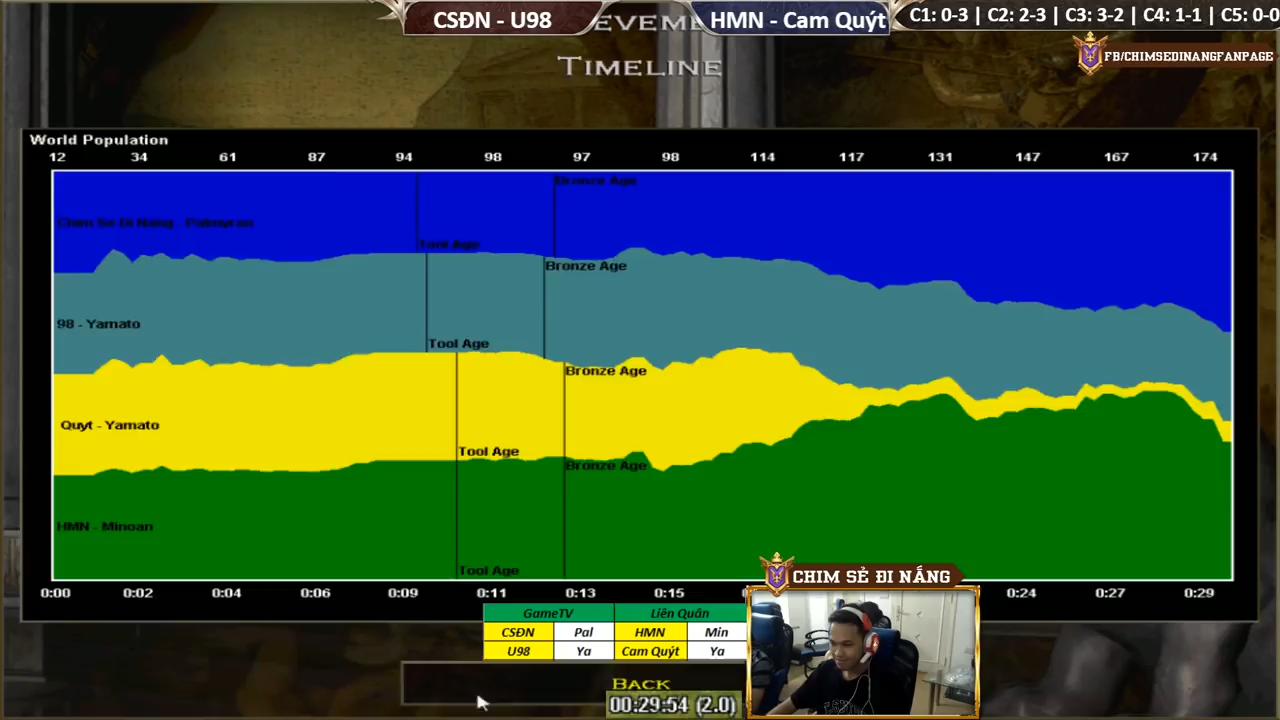 CSĐN - U98
EVEME
HMN - Cam Quýt
C1: 0-3 | C2: 2-3 | C3: 3-2 | C4: 1-1 | C5: 0-0
FB/CHIMSEDINANGFANPAGE
TIMELINE
World Population
12 34 61 87 94 98 97 98 114 117 131 147 167 174
Bronze Age
Chim Se Di Nang - Palmyran
Tool Age
Bronze Age
98 - Yamato
Tool Age
Bronze Age
Quyt - Yamato
Tool Age
Bronze Age
HMN - Minoan
Tool Age
CHIM SẺ ĐI NẮNG
0:00 0:02 0:04 0:06 0:09 0:11 0:13 0:15 0:24 0:27 0:29
GameTV Liên Quân
CSĐN Pal HMN Min
U98 Ya Cam Quýt Ya
BACK
00:29:54 (2.0)